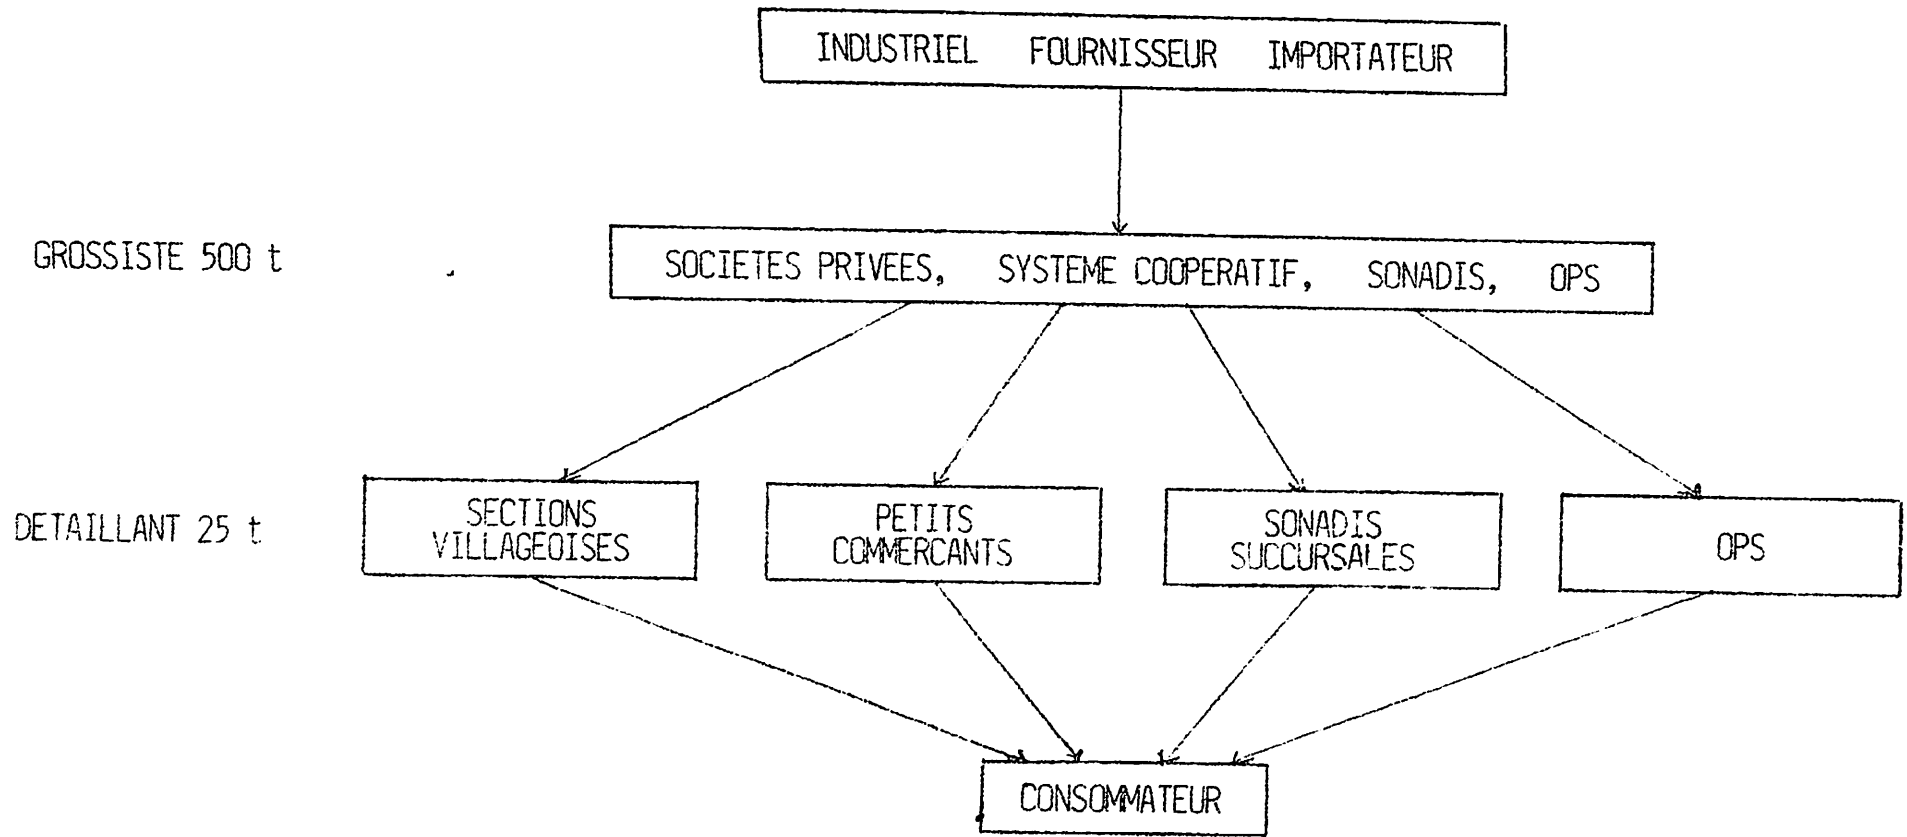 INDUSTRIEL FOURNISSEUR IMPORTATEUR
GROSSISTE 500 t
SOCIETES PRIVEES, SYSTEME COOPERATIF, SONADIS, OPS
DETAILLANT 25 t
SECTIONS
VILLAGEOISES
PETITS
COMMERCANTS
SONADIS
SUCCURSALES
OPS
CONSOMMATEUR